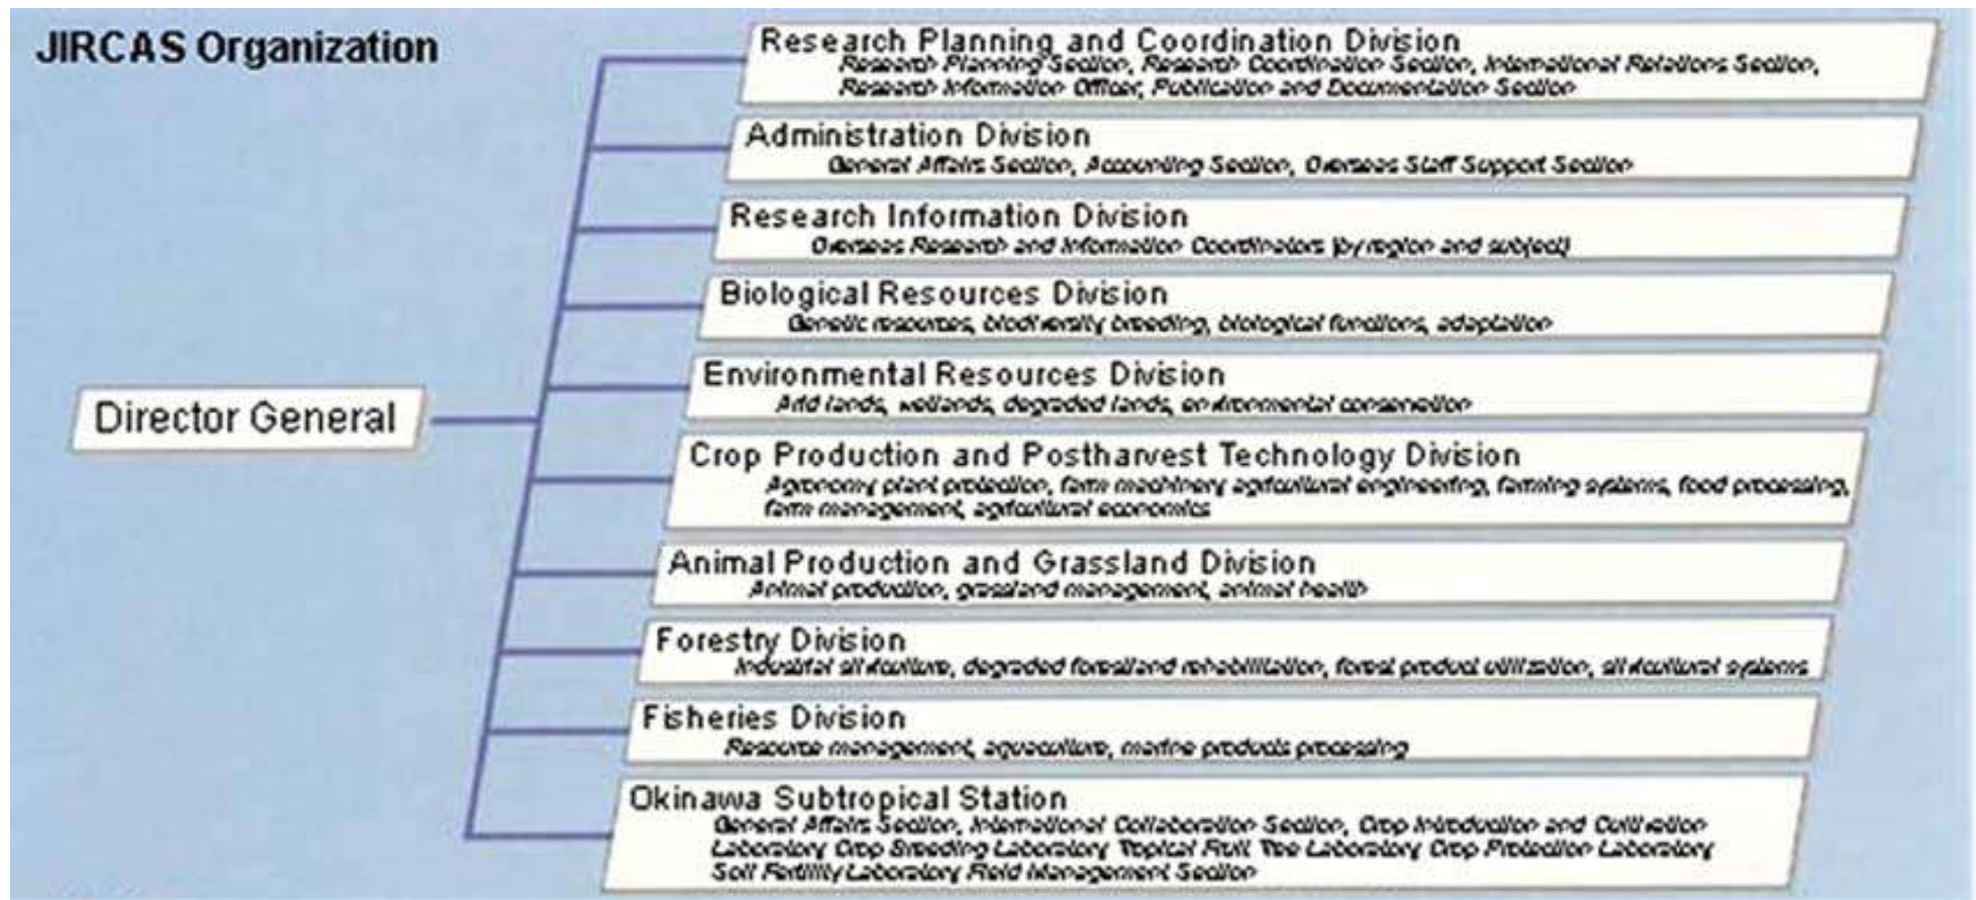 JIRCAS Organization
Research Planning and Coordination Division
Research Planning Section, Research Coordination Section, International Relations Section,
Research Information Officer, Publication and Documentation Section
Administration Division
General Affairs Section, Accounting Section, Overseas Staff Support Section
Research Information Division
Overseas Research and Information Coordinators (by region and subject)
Biological Resources Division
Genetic resources, biodiversity breeding, biological functions, adaptation
Environmental Resources Division
Arid lands, wetlands, degraded lands, environmental conservation
Director General
Crop Production and Postharvest Technology Division
Agronomy plant protection, farm machinery agricultural engineering, farming systems, food processing,
farm management, agricultural economics
Animal Production and Grassland Division
Animal production, grassland management, animal health
Forestry Division
Industrial silviculture, degraded forestland rehabilitation, forest product utilization, silvicultural systems
Fisheries Division
Resource management, aquaculture, marine products processing
Okinawa Subtropical Station
General Affairs Section, International Collaboration Section, Crop Introduction and Cultivation
Laboratory Crop Breeding Laboratory Tropical Fruit Tree Laboratory Crop Protection Laboratory
Soil Fertility Laboratory Field Management Section